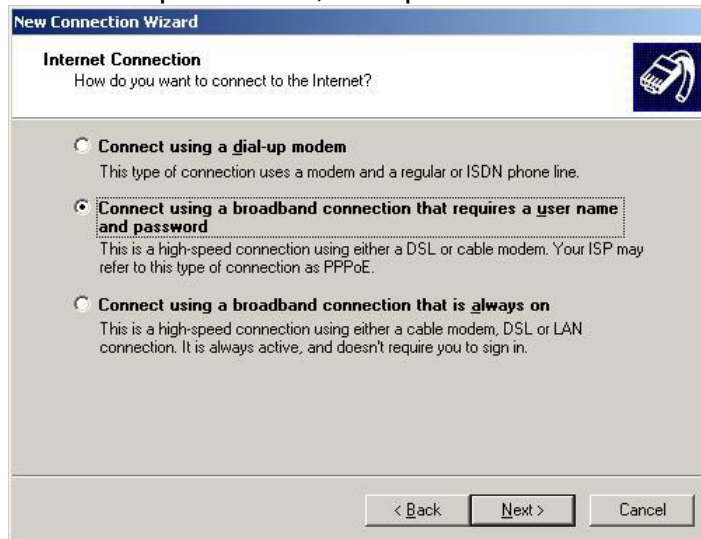 New Connection Wizard
Internet Connection
How do you want to connect to the Internet?
Connect using a dial-up modem
This type of connection uses a modem and a regular or ISDN phone line.
Connect using a broadband connection that requires a user name
and password
This is a high-speed connection using either a DSL or cable modem. Your ISP may
refer to this type of connection as PPPoE.
Connect using a broadband connection that is always on
This is a high-speed connection using either a cable modem, DSL or LAN
connection. It is always active, and doesn't require you to sign in.
< Back Next > Cancel